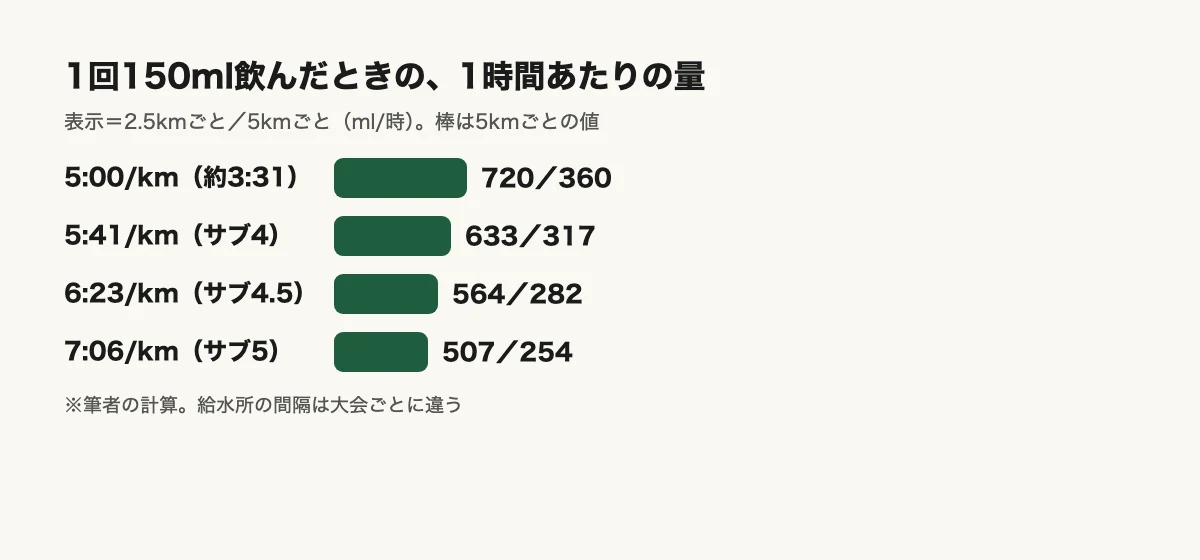 1回150ml飲んだときの、1時間あたりの量
表示＝2.5kmごと／5kmごと（ml/時）。棒は5kmごとの値
5:00/km（約3:31） 720／360
5:41/km（サブ4） 633／317
6:23/km（サブ4.5） 564／282
7:06/km（サブ5） 507／254
※筆者の計算。給水所の間隔は大会ごとに違う